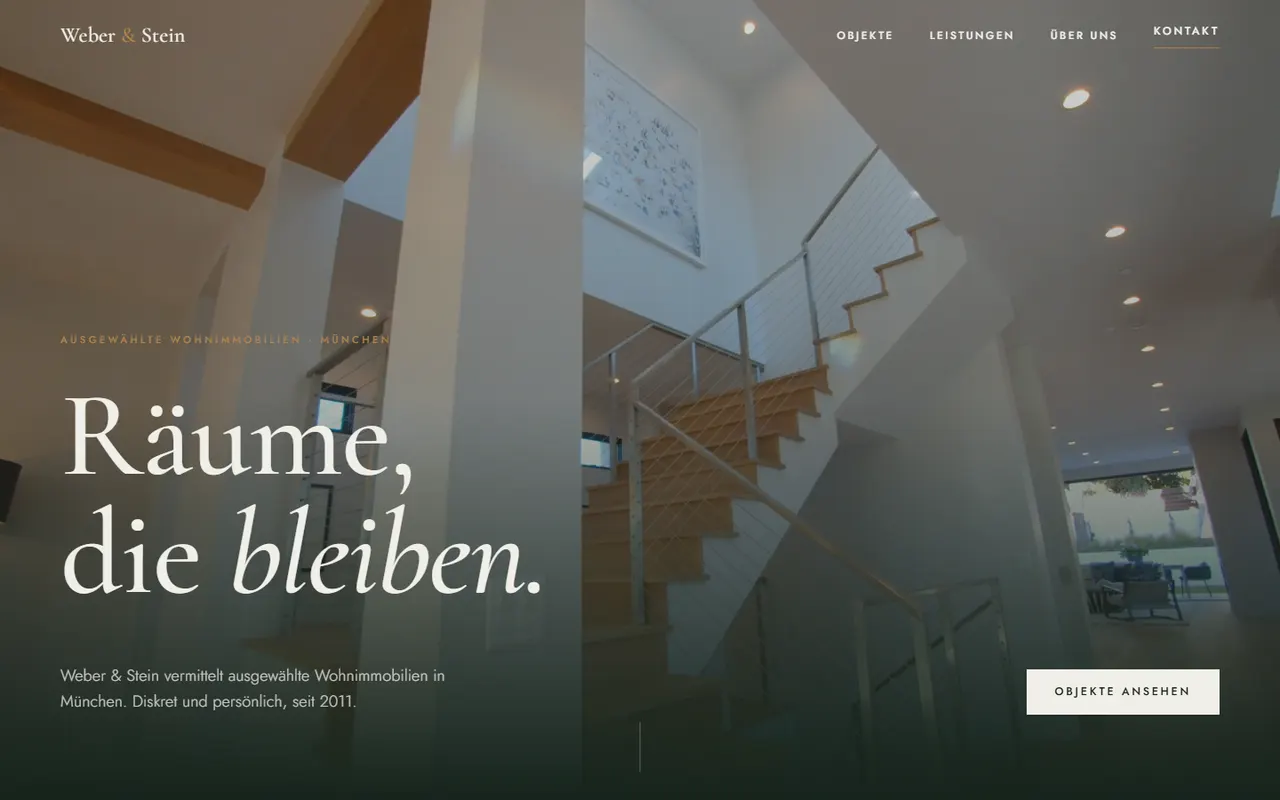 Weber & Stein
OBJEKTE
LEISTUNGEN
ÜBER UNS
KONTAKT
AUSGEWÄHLTE WOHNIMMOBILIEN · MÜNCHEN
Räume,
die bleiben.
Weber & Stein vermittelt ausgewählte Wohnimmobilien in
München. Diskret und persönlich, seit 2011.
OBJEKTE ANSEHEN